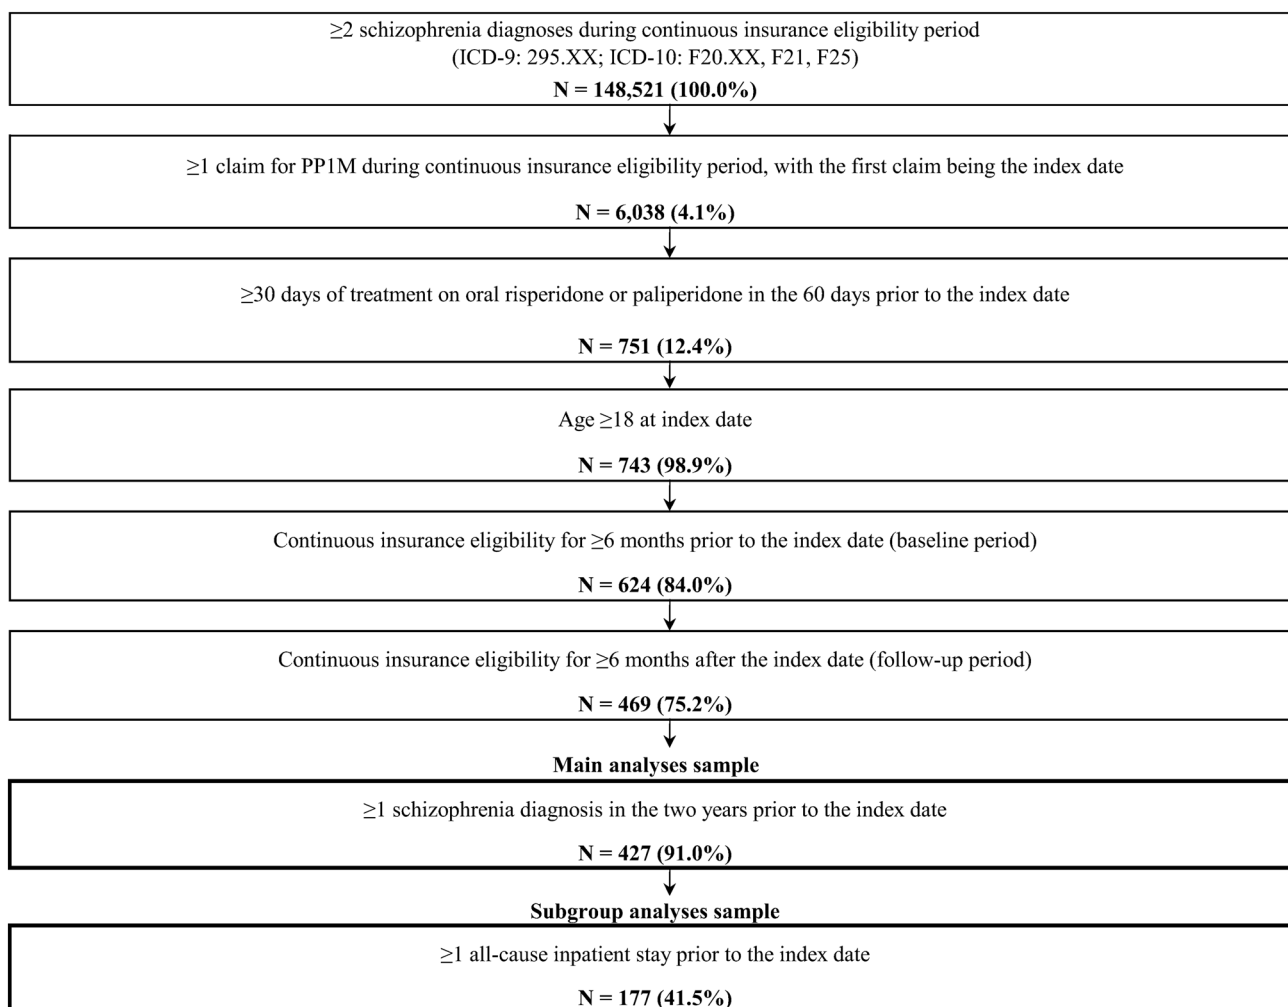 ≥2 schizophrenia diagnoses during continuous insurance eligibility period
(ICD-9: 295.XX; ICD-10: F20.XX, F21, F25)
N = 148,521 (100.0%)
≥1 claim for PP1M during continuous insurance eligibility period, with the first claim being the index date
N = 6,038 (4.1%)
≥30 days of treatment on oral risperidone or paliperidone in the 60 days prior to the index date
N = 751 (12.4%)
Age ≥18 at index date
N = 743 (98.9%)
Continuous insurance eligibility for ≥6 months prior to the index date (baseline period)
N = 624 (84.0%)
Continuous insurance eligibility for ≥6 months after the index date (follow-up period)
N = 469 (75.2%)
Main analyses sample
≥1 schizophrenia diagnosis in the two years prior to the index date
N = 427 (91.0%)
Subgroup analyses sample
≥1 all-cause inpatient stay prior to the index date
N = 177 (41.5%)